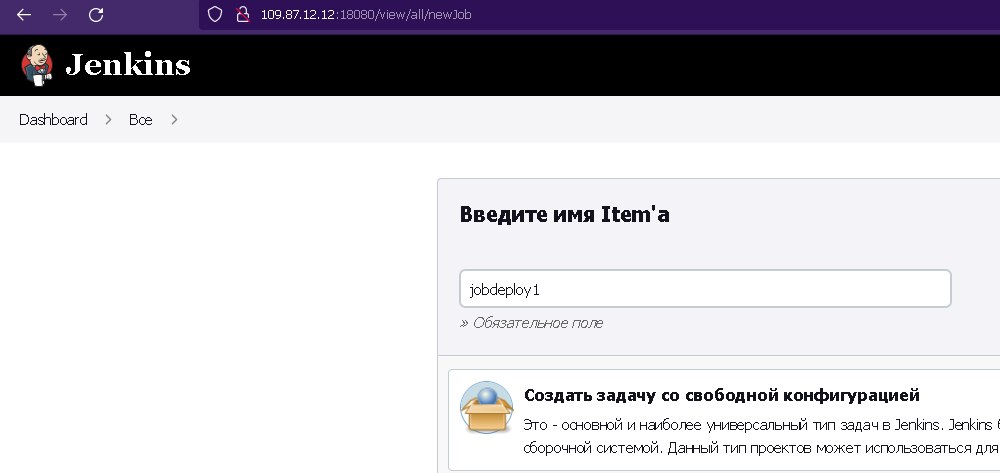 109.87.12.12:18080/view/all/newJob
Jenkins
Dashboard > Все >
Введите имя Item'а
jobdeploy1
» Обязательное поле
Создать задачу со свободной конфигурацией
Это - основной и наиболее универсальный тип задач в Jenkins. Jenkins
сборочной системой. Данный тип проектов может использоваться для